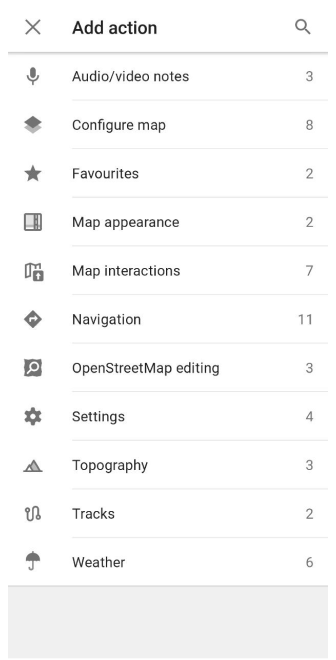 Add action
Audio/video notes 3
Configure map 8
Favourites 2
Map appearance 2
Map interactions 7
Navigation 11
OpenStreetMap editing 3
Settings 4
Topography 3
Tracks 2
Weather 6